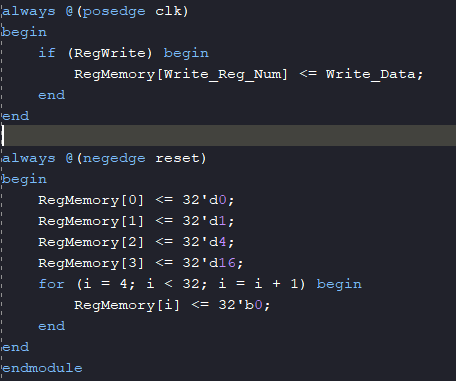 always @(posedge clk)
begin
    if (RegWrite) begin
        RegMemory[Write_Reg_Num] <= Write_Data;
    end
end

always @(negedge reset)
begin
    RegMemory[0] <= 32'd0;
    RegMemory[1] <= 32'd1;
    RegMemory[2] <= 32'd4;
    RegMemory[3] <= 32'd16;
    for (i = 4; i < 32; i = i + 1) begin
        RegMemory[i] <= 32'b0;
    end
end
endmodule